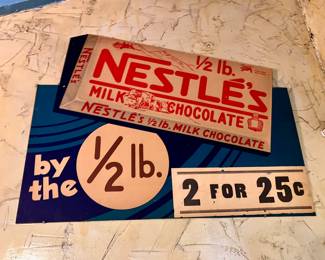 ½ lb.
NESTLÉ'S
NESTLÉ'S
MILK CHOCOLATE
NESTLÉ'S ½ lb. MILK CHOCOLATE
by
the
½ lb.
2 FOR 25c